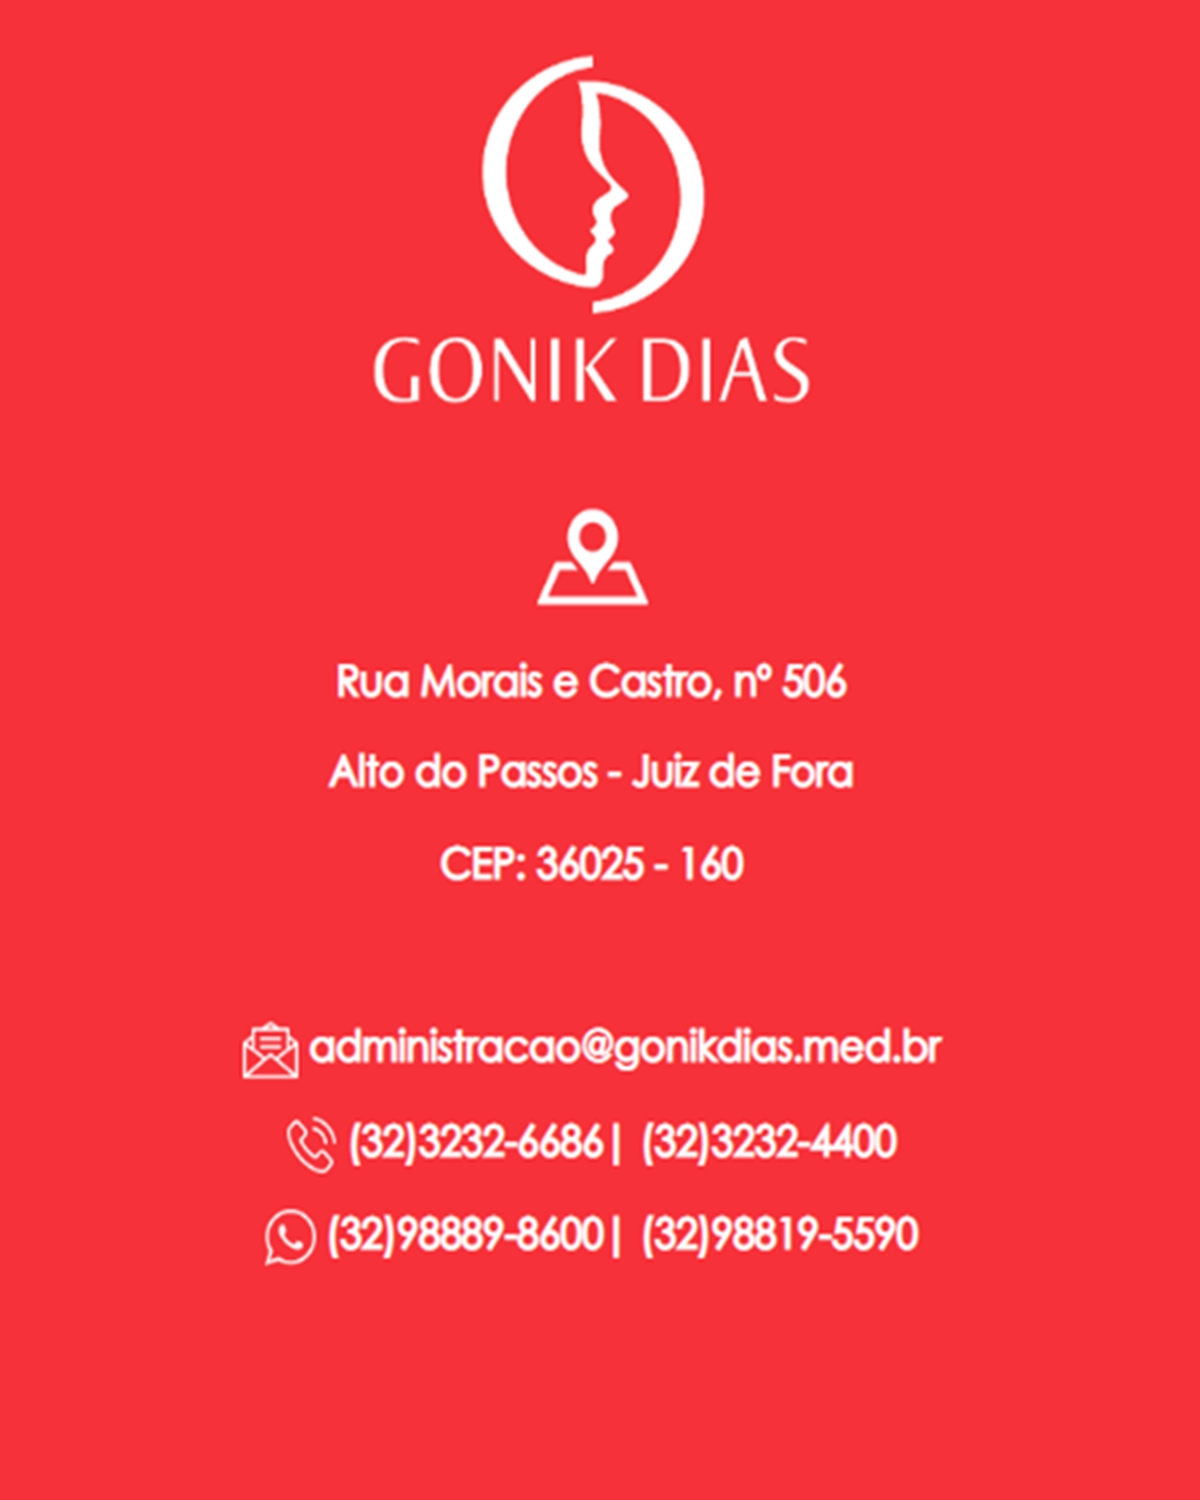 GONIK DIAS
Rua Morais e Castro, nº 506
Alto do Passos - Juiz de Fora
CEP: 36025 - 160
administracao@gonikdias.med.br
(32)3232-6686| (32)3232-4400
(32)98889-8600| (32)98819-5590